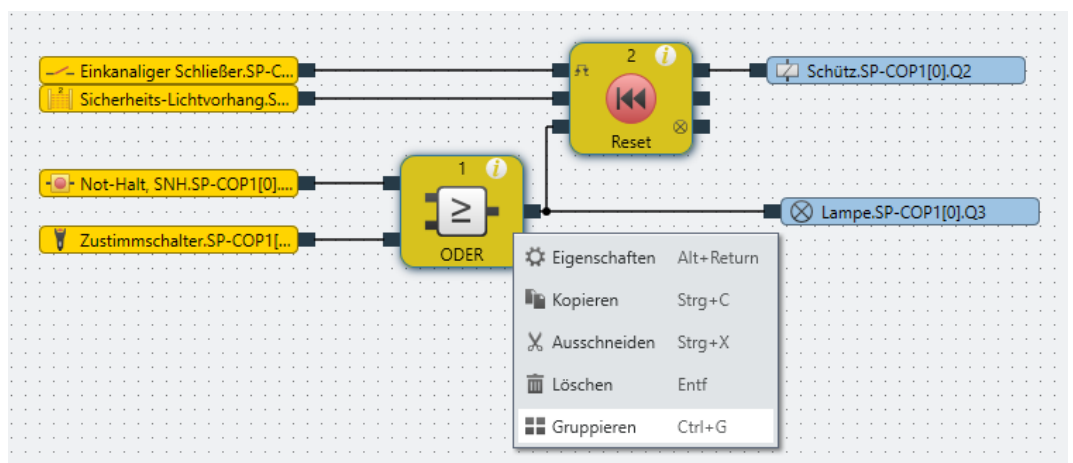 2 i
Einkanaliger Schließer.SP-C...
Schütz.SP-COP1[0].Q2
2
Sicherheits-Lichtvorhang.S...
Reset
1 i
Not-Halt, SNH.SP-COP1[0]....
≥
Lampe.SP-COP1[0].Q3
Zustimmschalter.SP-COP1[...
ODER
Eigenschaften Alt+Return
Kopieren Strg+C
Ausschneiden Strg+X
Löschen Entf
Gruppieren Ctrl+G